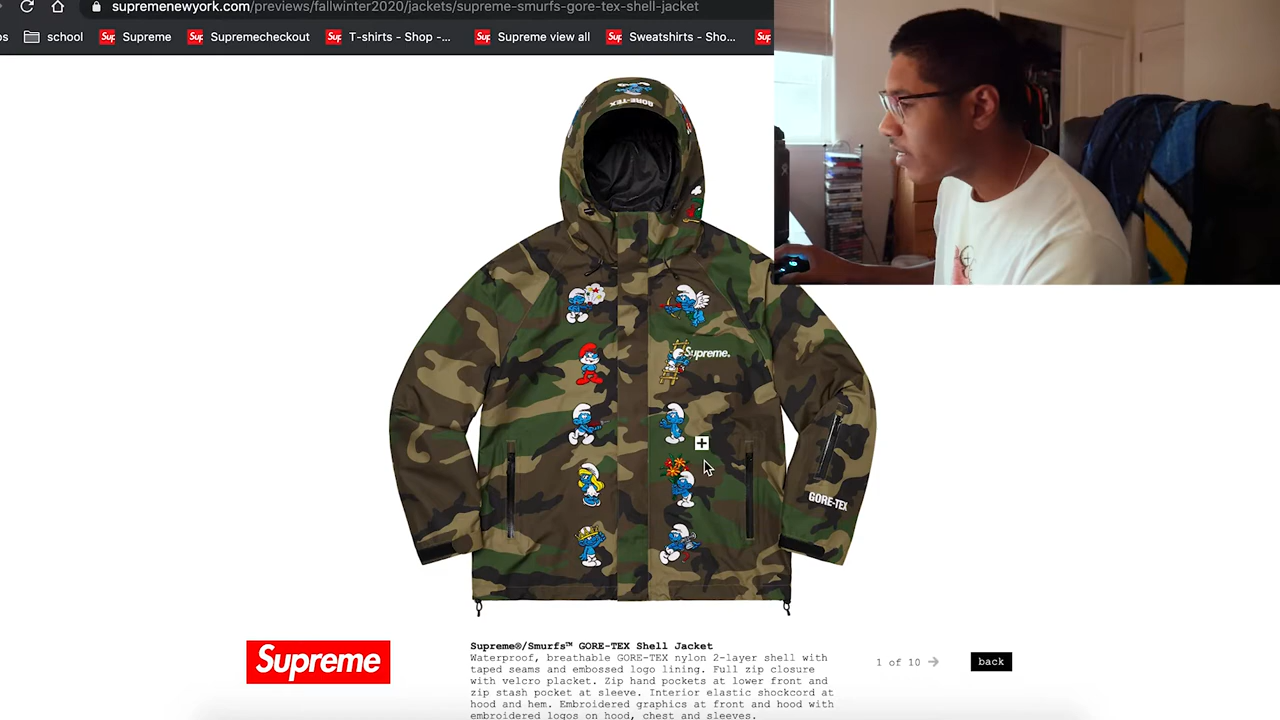 supremenewyork.com/previews/fallwinter2020/jackets/supreme-smurfs-gore-tex-shell-jacket
school
Supreme
Supremecheckout
T-shirts - Shop -...
Supreme view all
Sweatshirts - Sho...
GORE-TEX
Supreme.
GORE-TEX
Supreme
Supreme®/Smurfs™ GORE-TEX Shell Jacket
Waterproof, breathable GORE-TEX nylon 2-layer shell with
taped seams and embossed logo lining. Full zip closure
with velcro placket. Zip hand pockets at lower front and
zip stash pocket at sleeve. Interior elastic shockcord at
hood and hem. Embroidered graphics at front and hood with
embroidered logos on hood, chest and sleeves.
1 of 10
back